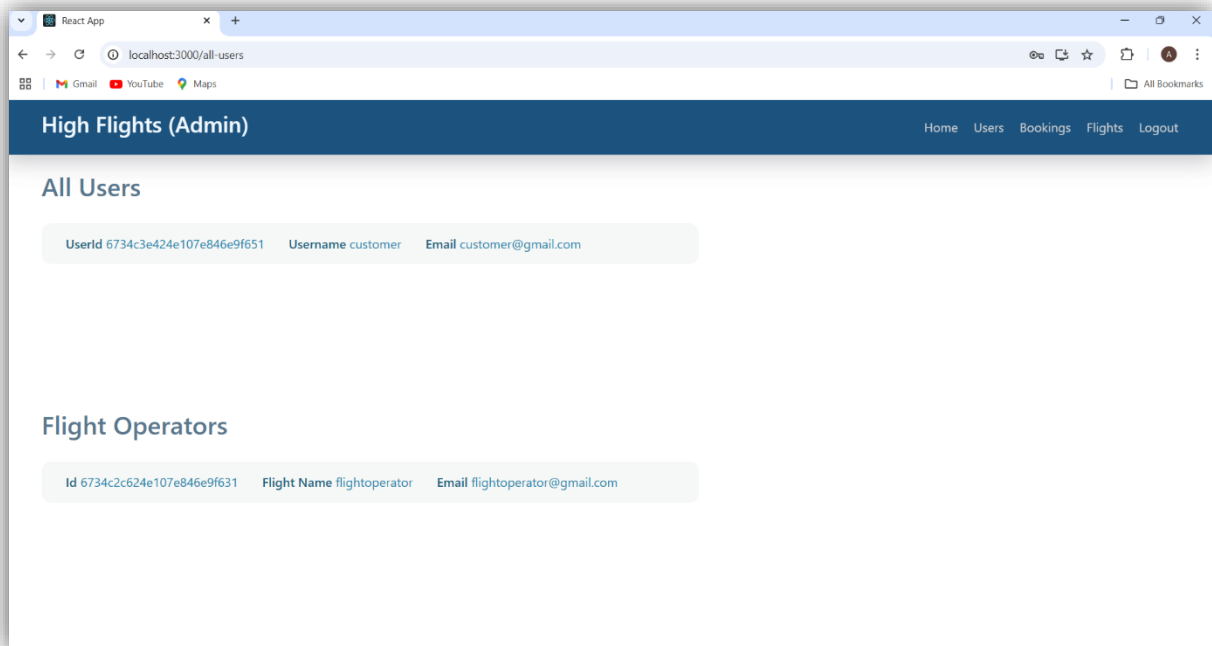 React App
localhost:3000/all-users
A
Gmail YouTube Maps All Bookmarks
High Flights (Admin) Home Users Bookings Flights Logout
All Users
UserId 6734c3e424e107e846e9f651 Username customer Email customer@gmail.com
Flight Operators
Id 6734c2c624e107e846e9f631 Flight Name flightoperator Email flightoperator@gmail.com